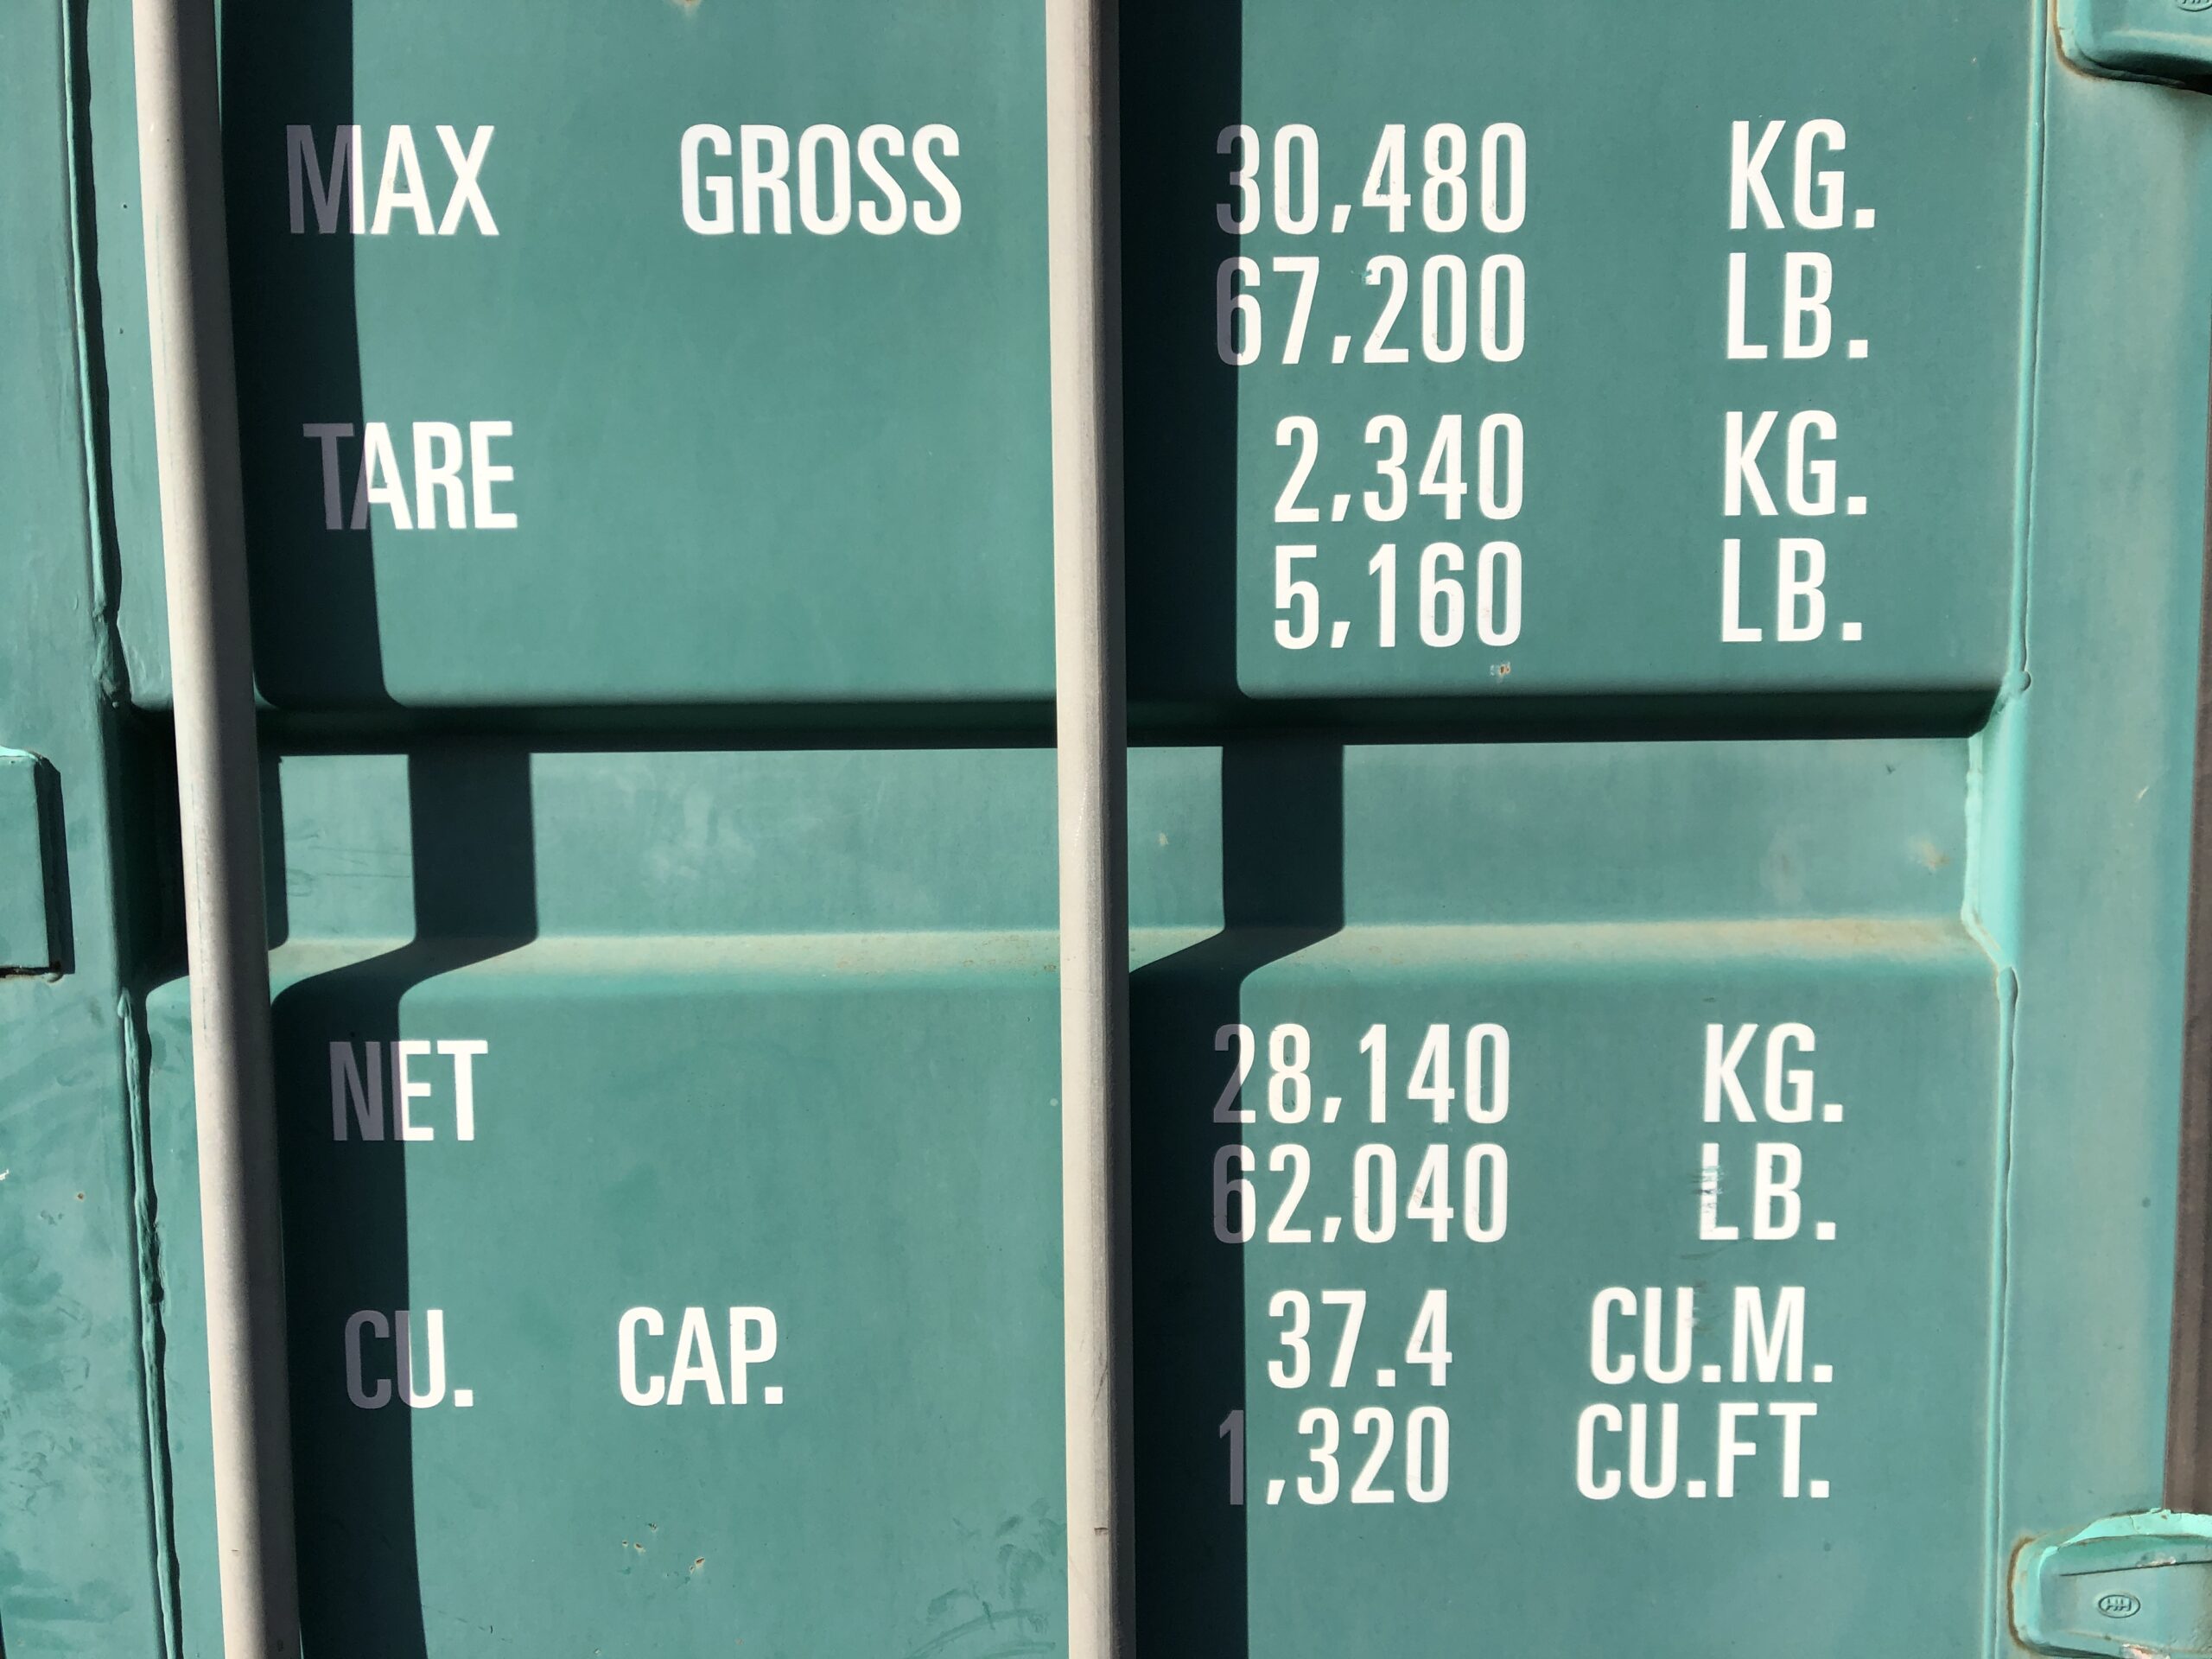 MAX GROSS 30,480 KG.
67,200 LB.
TARE 2,340 KG.
5,160 LB.
NET 28,140 KG.
62,040 LB.
CU. CAP. 37.4 CU.M.
1,320 CU.FT.